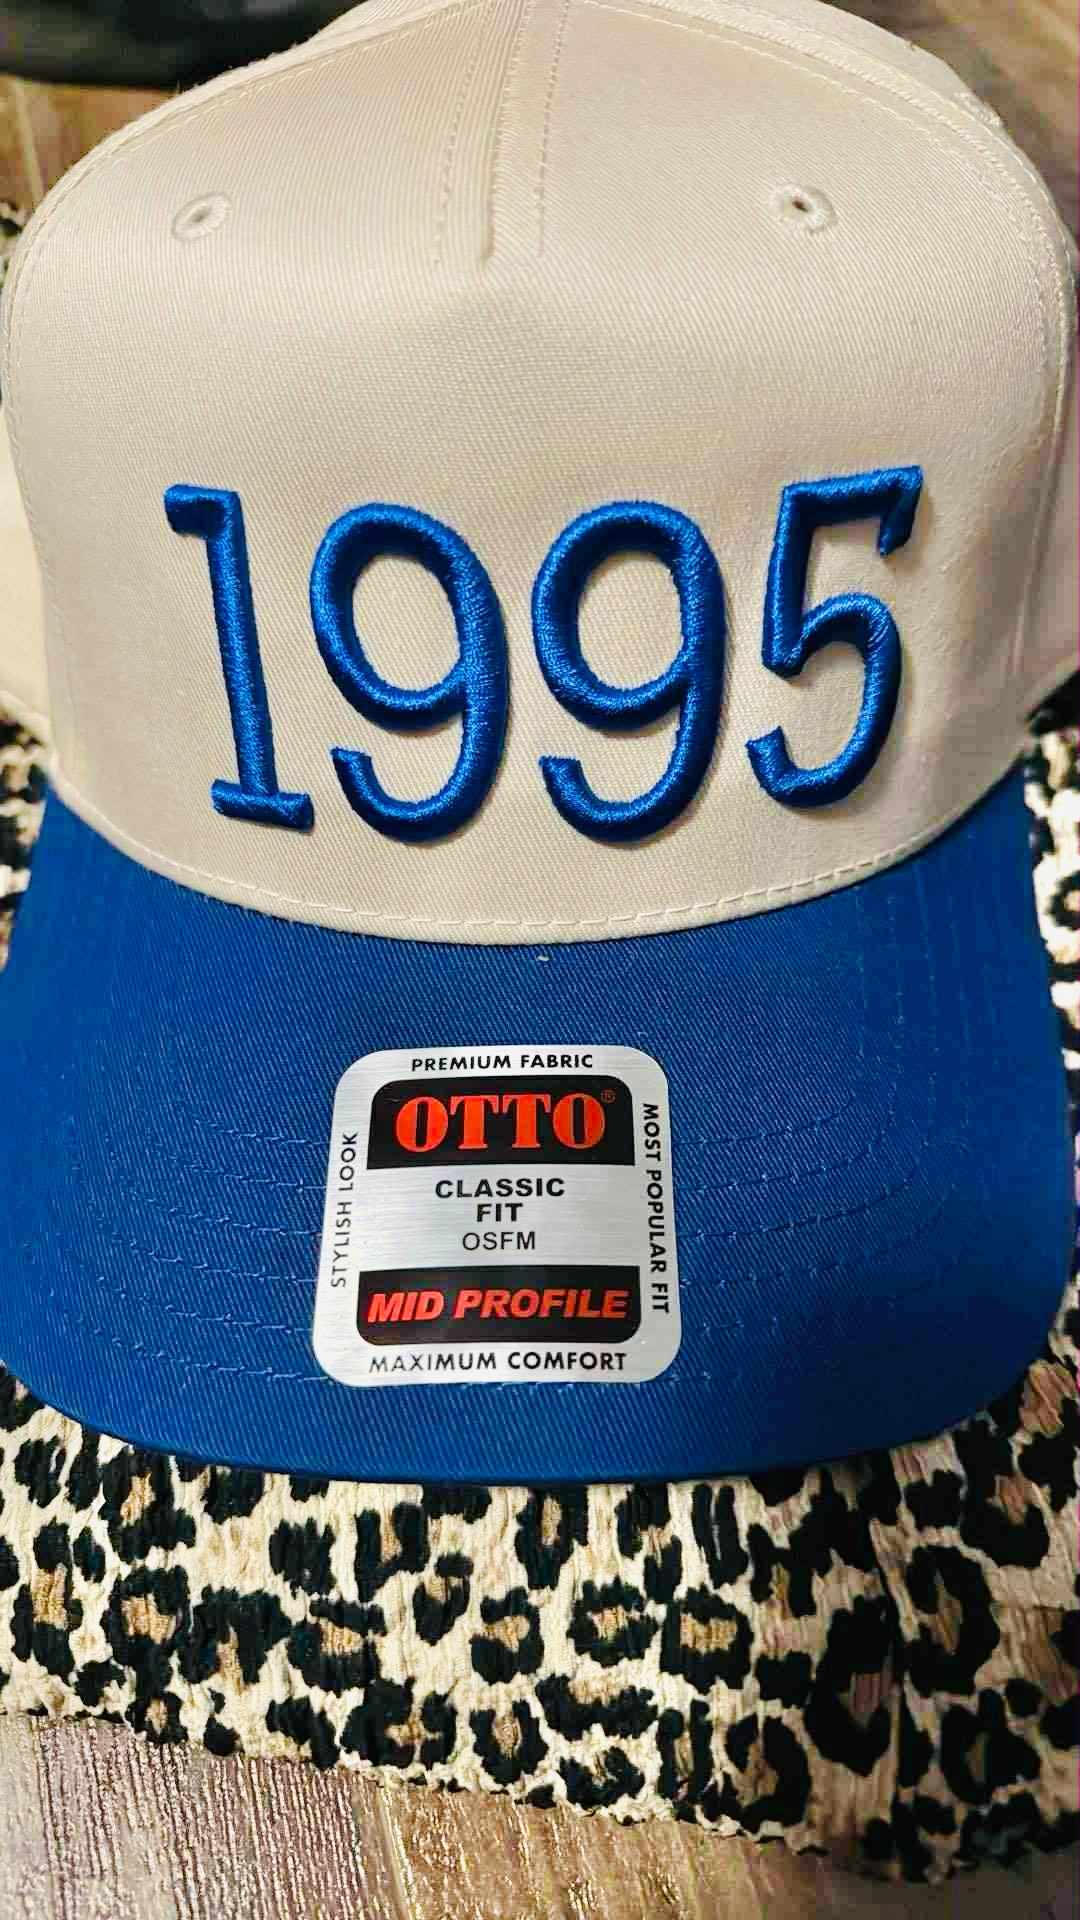 1995
PREMIUM FABRIC
OTTO®
CLASSIC
FIT
OSFM
MID PROFILE
MAXIMUM COMFORT
STYLISH LOOK
MOST POPULAR FIT